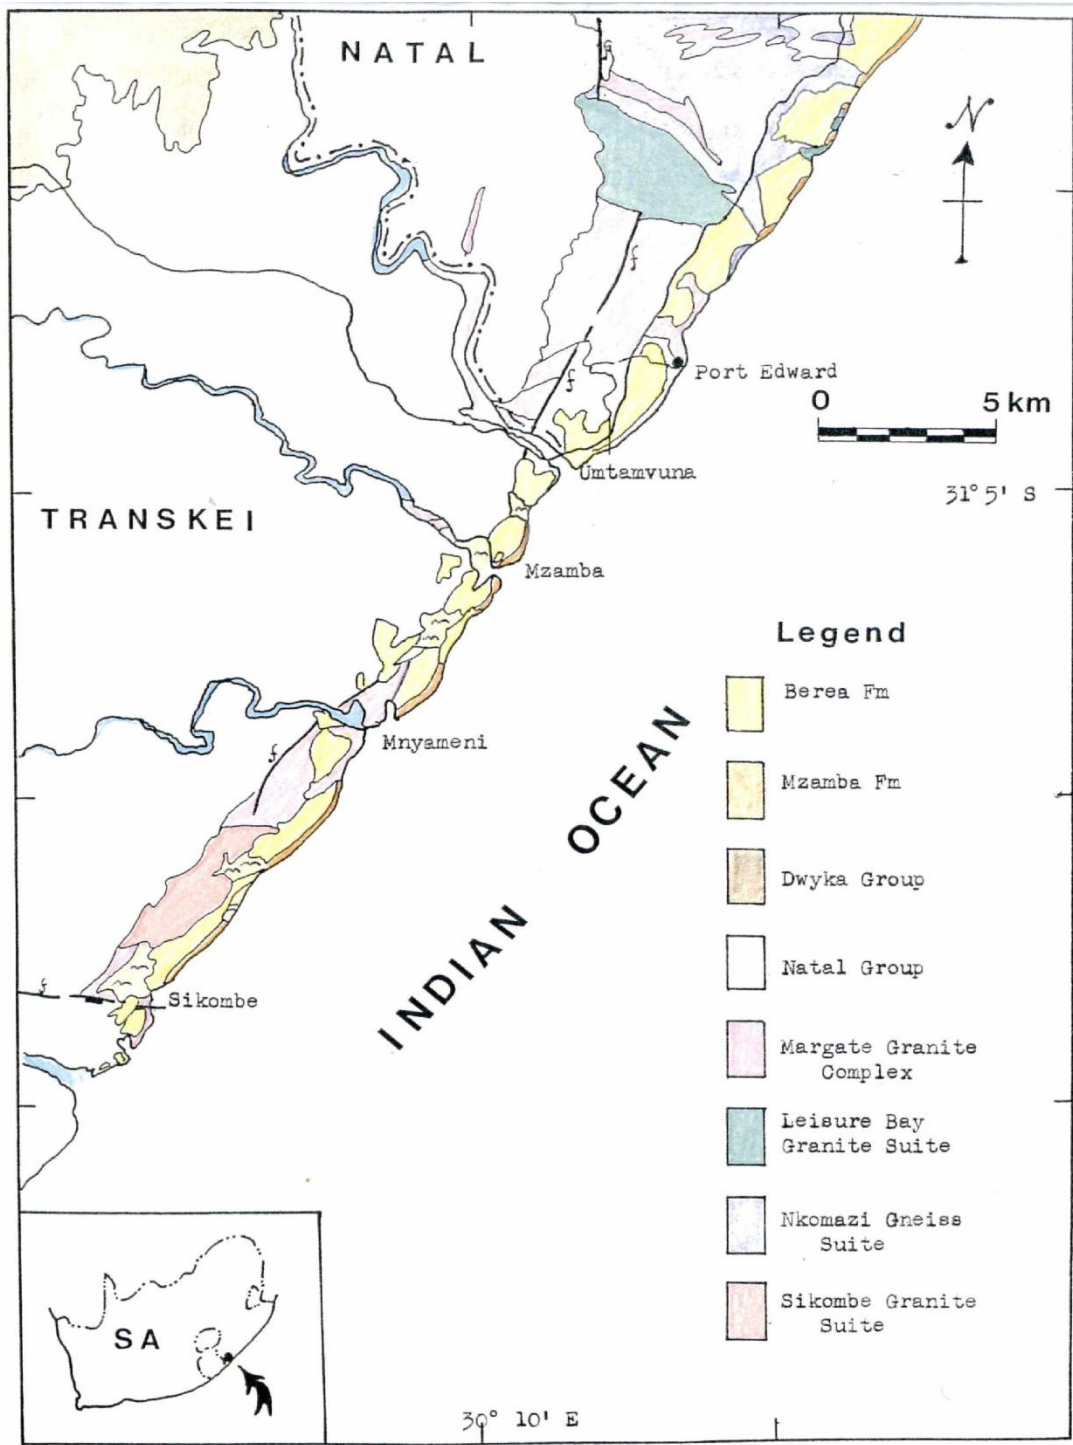 NATAL
N
f
f
f
Port Edward
0 5 km
Umtamvuna
31° 5' S
TRANSKEI
Mzamba
Legend
Berea Fm
Mnyameni
f
Mzamba Fm
INDIAN OCEAN
Dwyka Group
Natal Group
f
Sikombe
Margate Granite
Complex
Leisure Bay
Granite Suite
Nkomazi Gneiss
Suite
Sikombe Granite
Suite
SA
30° 10' E